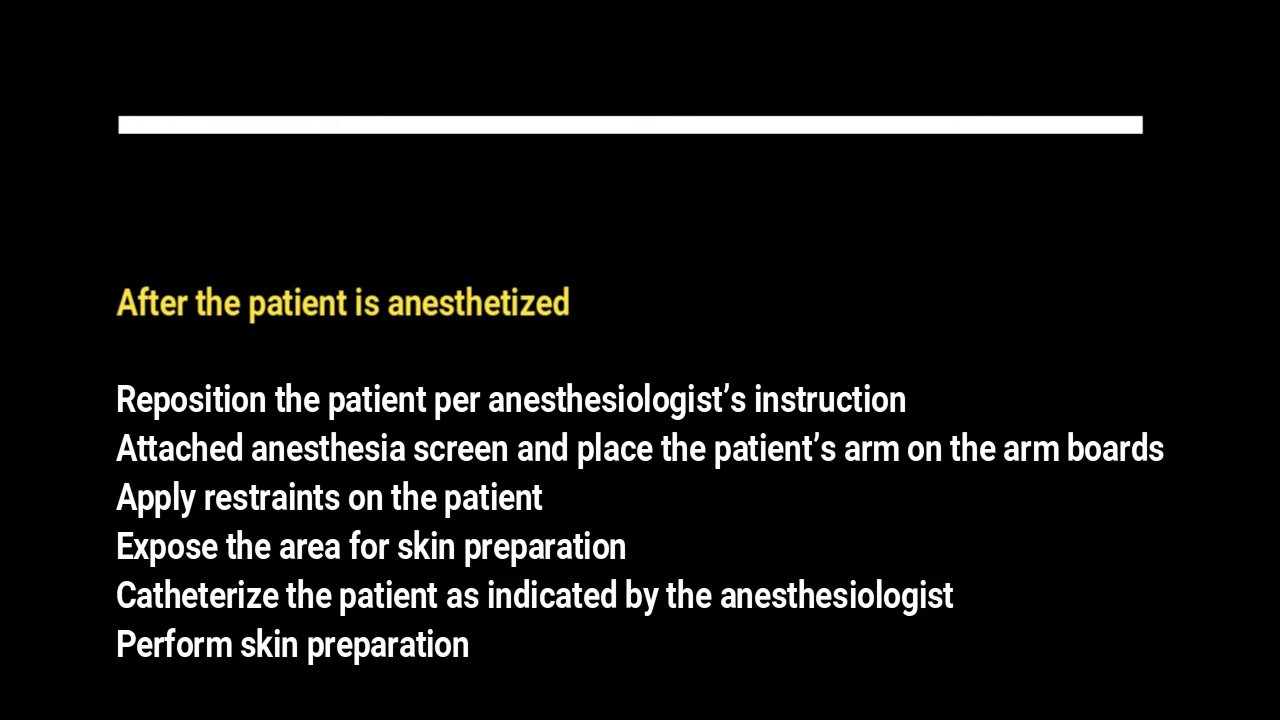 After the patient is anesthetized
Reposition the patient per anesthesiologist’s instruction
Attached anesthesia screen and place the patient’s arm on the arm boards
Apply restraints on the patient
Expose the area for skin preparation
Catheterize the patient as indicated by the anesthesiologist
Perform skin preparation